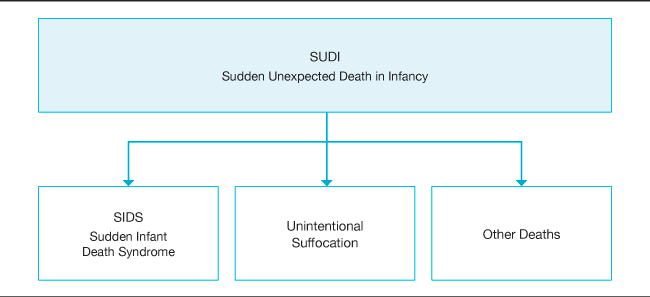 SUDI
Sudden Unexpected Death in Infancy
SIDS
Sudden Infant
Death Syndrome
Unintentional
Suffocation
Other Deaths